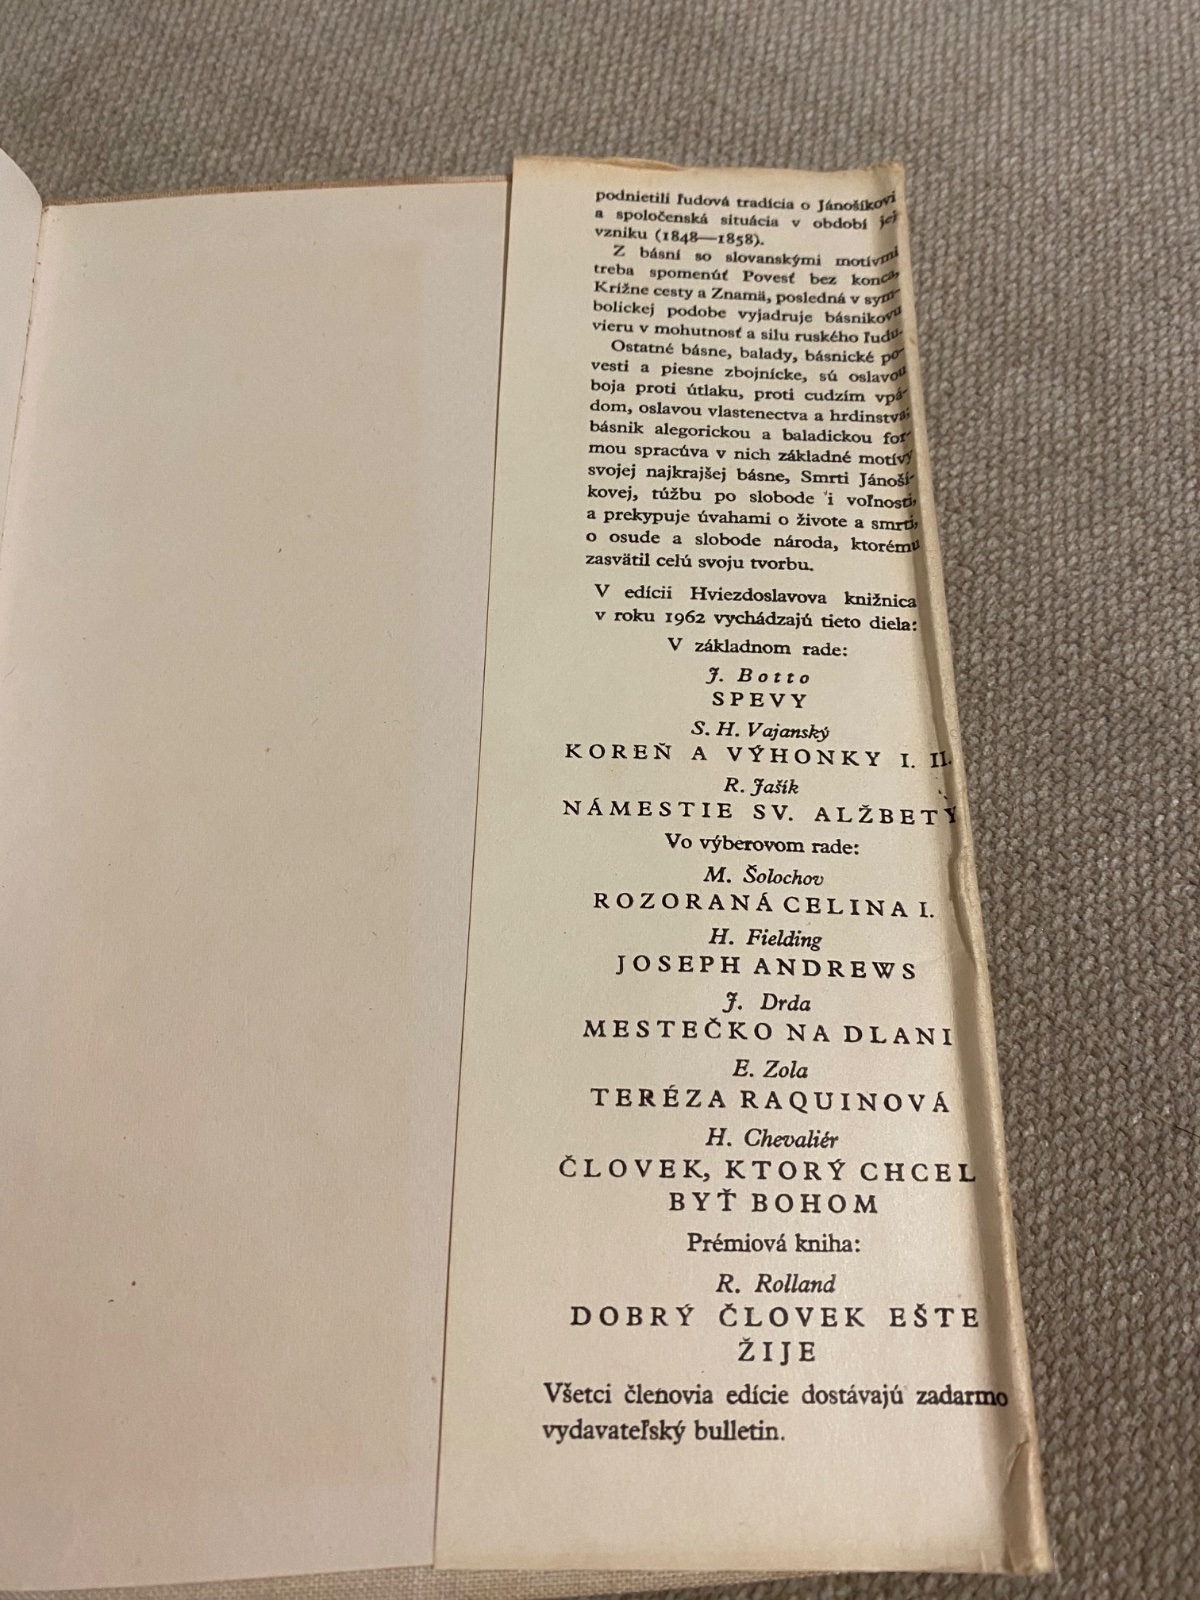 podnietili ľudová tradícia o Jánošíkovi
a spoločenská situácia v období jej
vzniku (1848—1858).
Z básní so slovanskými motívmi
treba spomenúť Povesť bez konca,
Krížne cesty a Znamä, posledná v sym-
bolickej podobe vyjadruje básnikovu
vieru v mohutnosť a silu ruského ľudu.
Ostatné básne, balady, básnické po-
vesti a piesne zbojnícke, sú oslavou
boja proti útlaku, proti cudzím vpá-
dom, oslavou vlastenectva a hrdinstva;
básnik alegorickou a baladickou for-
mou spracúva v nich základné motívy
svojej najkrajšej básne, Smrti Jánoší-
kovej, túžbu po slobode i voľnosti,
a prekypuje úvahami o živote a smrti,
o osude a slobode národa, ktorému
zasvätil celú svoju tvorbu.
V edícii Hviezdoslavova knižnica
v roku 1962 vychádzajú tieto diela:
V základnom rade:
J. Botto
SPEVY
S. H. Vajanský
KOREŇ A VÝHONKY I. II.
R. Jašík
NÁMESTIE SV. ALŽBETY
Vo výberovom rade:
M. Šolochov
ROZORANÁ CELINA I.
H. Fielding
JOSEPH ANDREWS
J. Drda
MESTEČKO NA DLANI
E. Zola
TERÉZA RAQUINOVÁ
H. Chevaliér
ČLOVEK, KTORÝ CHCEL
BYŤ BOHOM
Prémiová kniha:
R. Rolland
DOBRÝ ČLOVEK EŠTE
ŽIJE
Všetci členovia edície dostávajú zadarmo
vydavateľský bulletin.